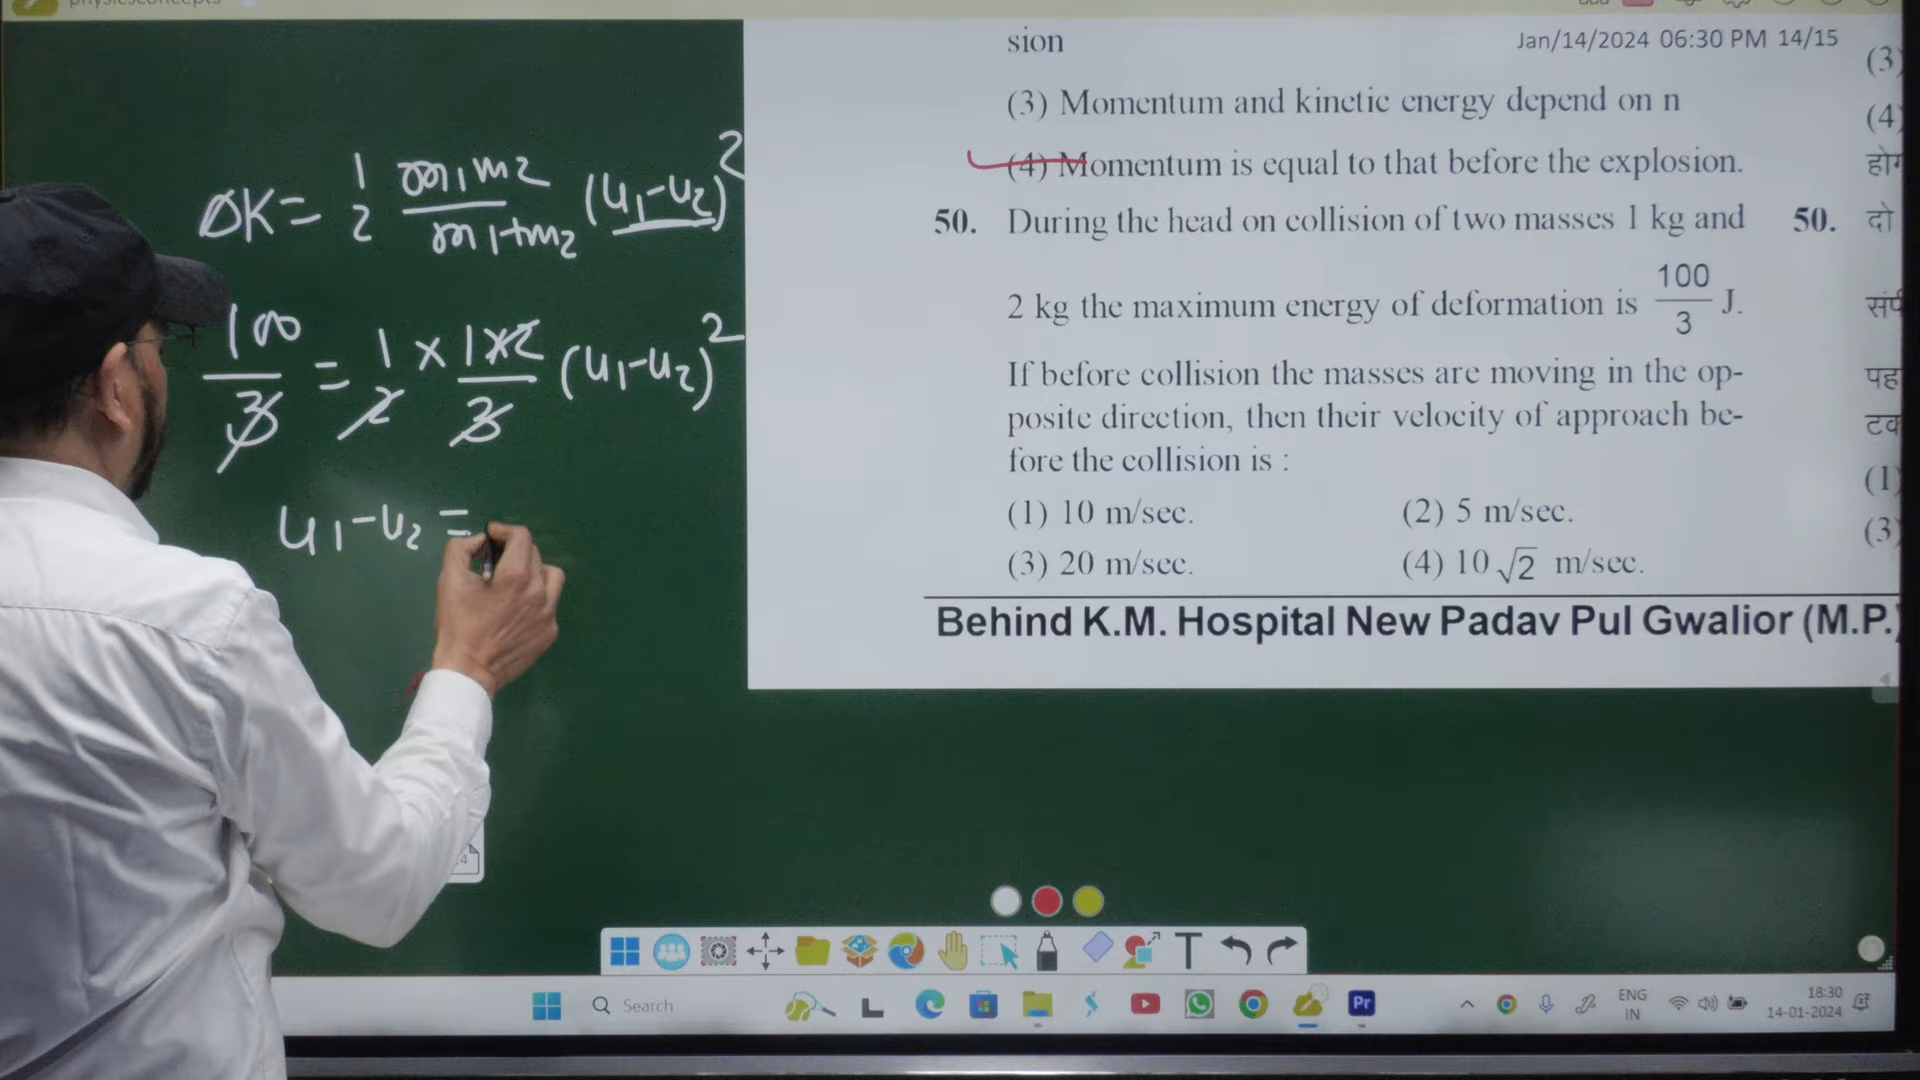 physicsconcepts
ΔK = 1/2 m1m2/m1+m2 (u1-u2)^2
100/3 = 1/2 × 1×2/3 (u1-u2)^2
u1-u2 =
sion
Jan/14/2024 06:30 PM 14/15
(3) Momentum and kinetic energy depend on n
(4) Momentum is equal to that before the explosion.
50. During the head on collision of two masses 1 kg and
2 kg the maximum energy of deformation is 100/3 J.
If before collision the masses are moving in the op-
posite direction, then their velocity of approach be-
fore the collision is :
(1) 10 m/sec. (2) 5 m/sec.
(3) 20 m/sec. (4) 10√2 m/sec.
Behind K.M. Hospital New Padav Pul Gwalior (M.P.)
(3)
(4)
50. दो
(1)
(3)
T
Search
Pr
ENG
IN
18:30
14-01-2024